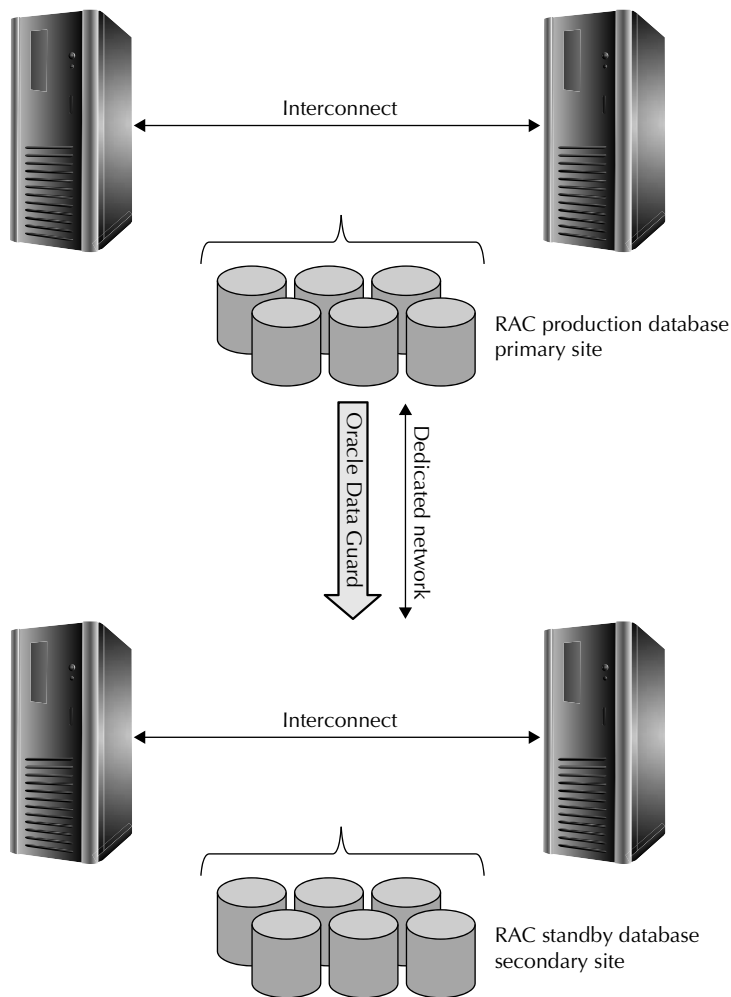 Interconnect
RAC production database
primary site
Oracle Data Guard
Dedicated network
Interconnect
RAC standby database
secondary site